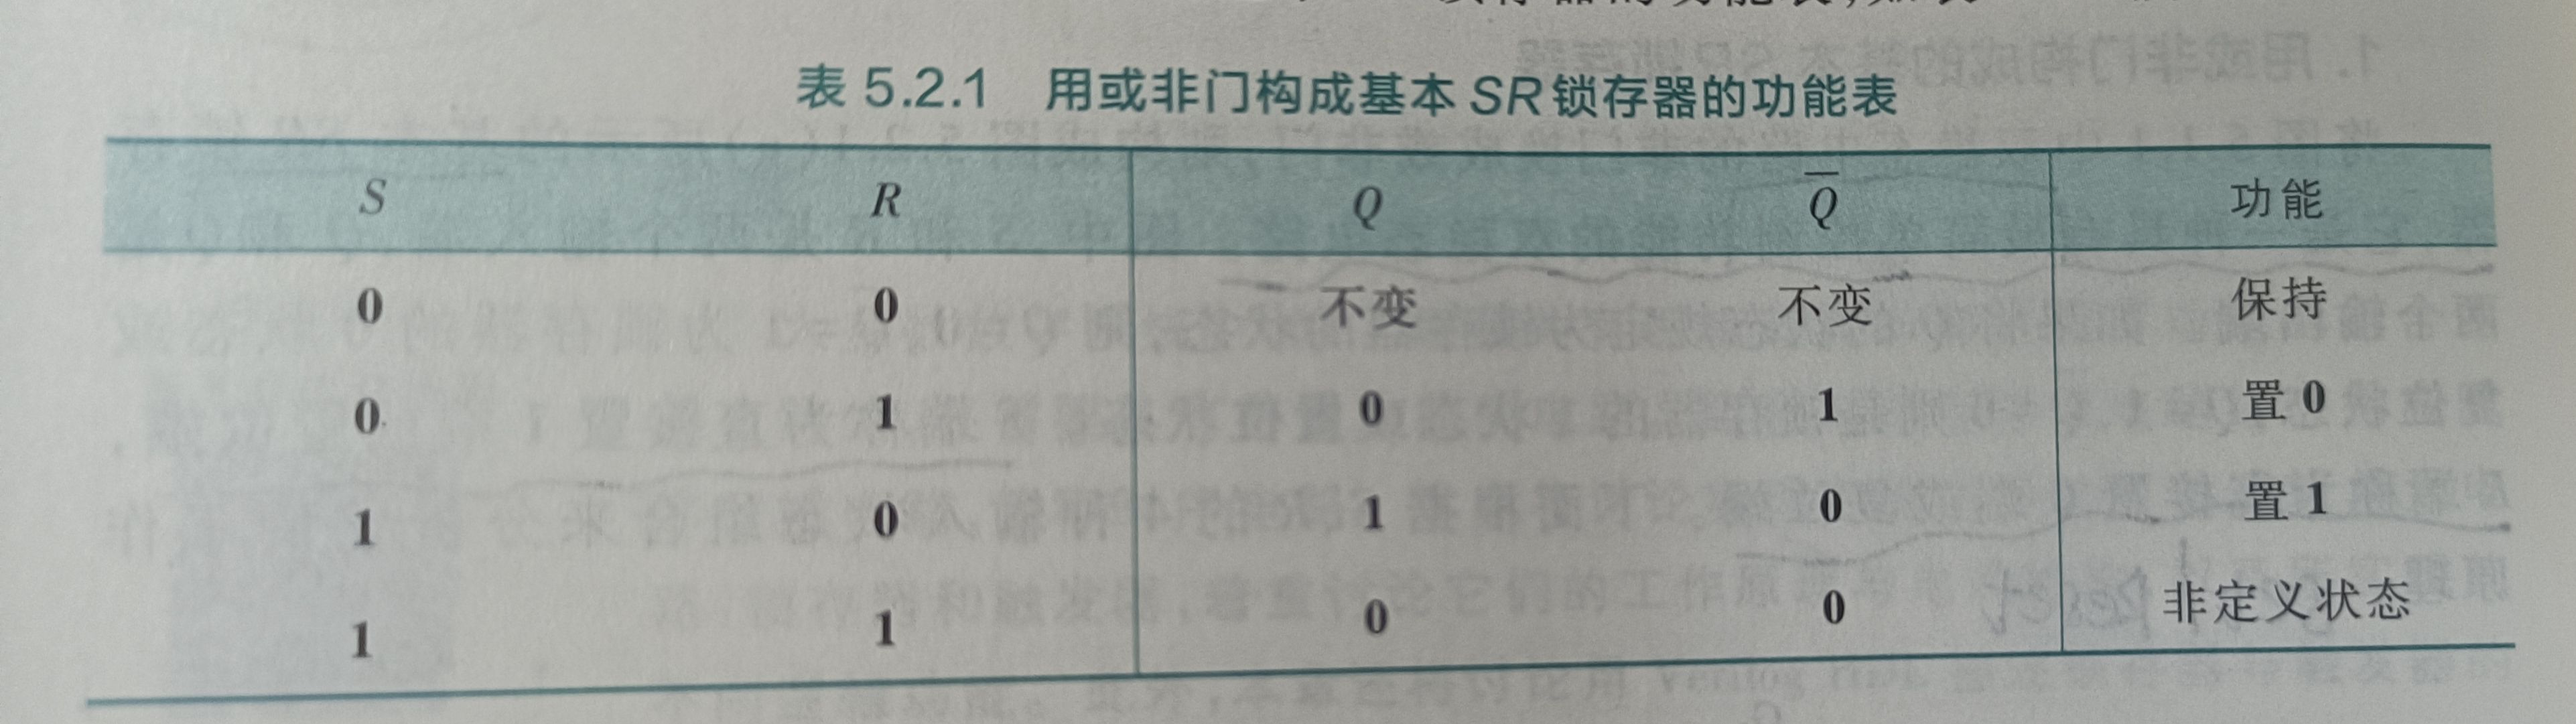 表 5.2.1 用或非门构成基本 SR 锁存器的功能表
S R Q Q̅ 功能
0 0 不变 不变 保持
0 1 0 1 置 0
1 0 1 0 置 1
1 1 0 0 非定义状态